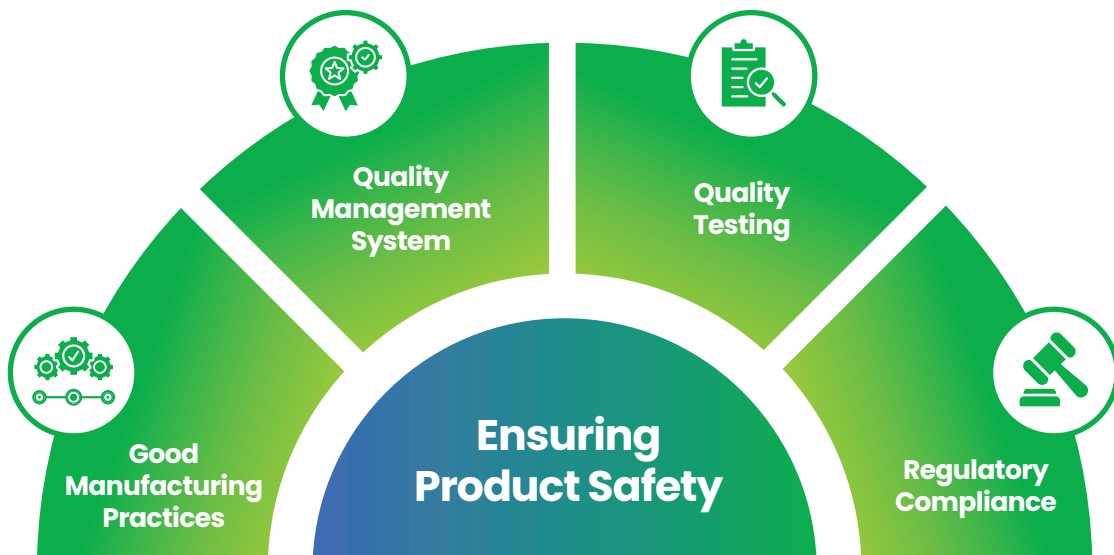 Quality
Management
System
Quality
Testing
Good
Manufacturing
Practices
Ensuring
Product Safety
Regulatory
Compliance